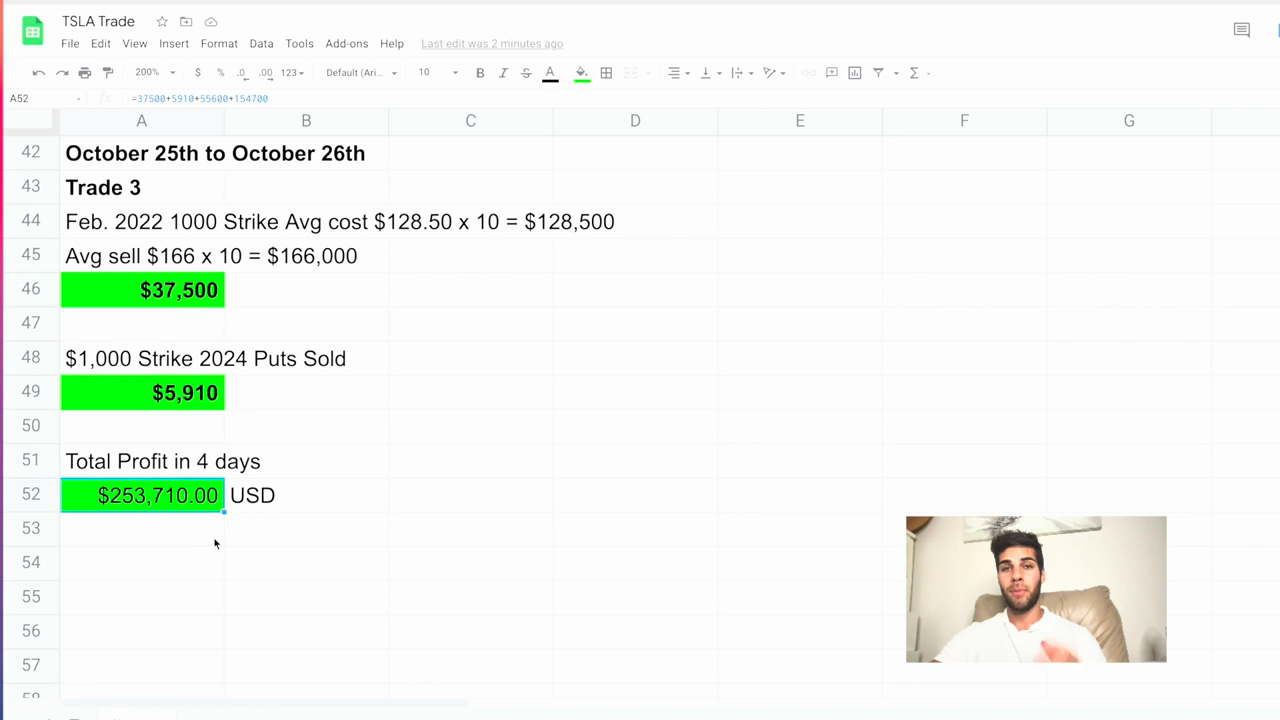 TSLA Trade
File Edit View Insert Format Data Tools Add-ons Help Last edit was 2 minutes ago
200% $ % .0 .00 123 Default (Ari... 10 B I S A
A52 fx =37500+5910+55600+154700
A B C D E F G
42 October 25th to October 26th
43 Trade 3
44 Feb. 2022 1000 Strike Avg cost $128.50 x 10 = $128,500
45 Avg sell $166 x 10 = $166,000
46 $37,500
47
48 $1,000 Strike 2024 Puts Sold
49 $5,910
50
51 Total Profit in 4 days
52 $253,710.00 USD
53
54
55
56
57
58